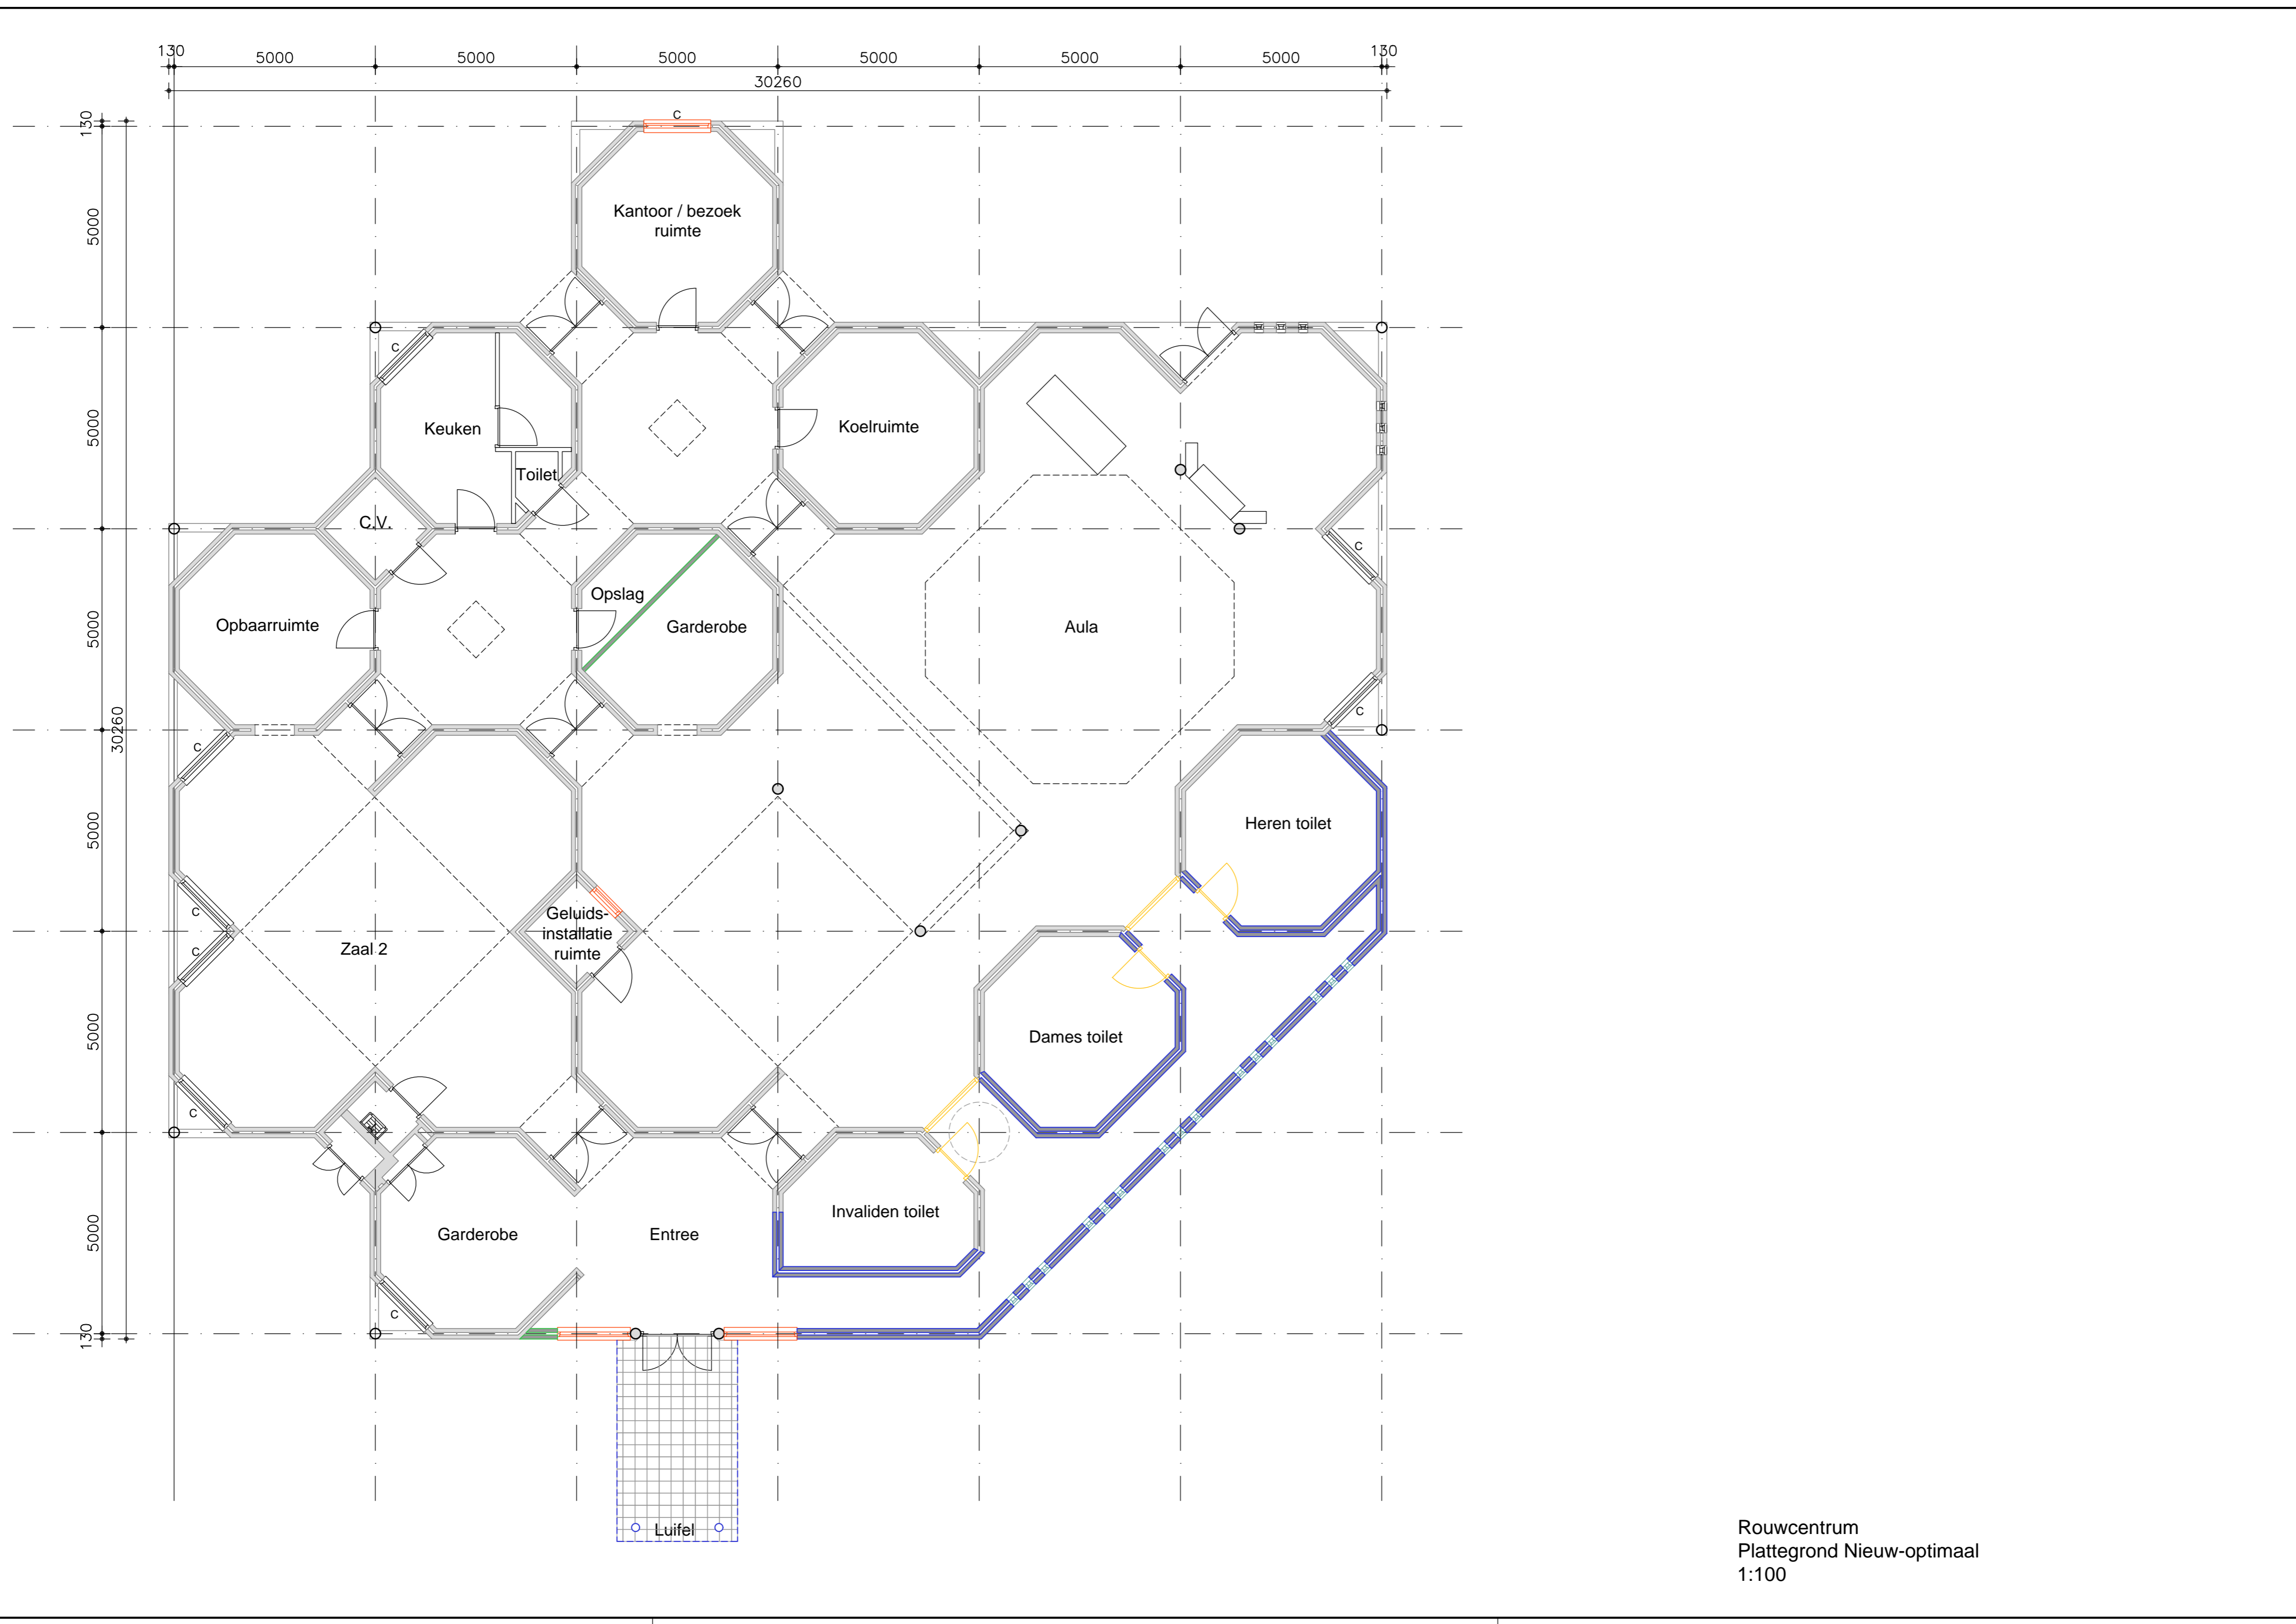 130
5000
5000
5000
5000
5000
5000
130
30260
130
5000
5000
5000
5000
5000
5000
130
30260
C
Kantoor / bezoek
ruimte
C
Keuken
Toilet
Koelruimte
C.V.
Opbaarruimte
Opslag
Garderobe
Aula
C
C
C
C
C
C
Zaal 2
Geluids-
installatie
ruimte
Heren toilet
Dames toilet
Invaliden toilet
Garderobe
Entree
C
Luifel
Rouwcentrum
Plattegrond Nieuw-optimaal
1:100